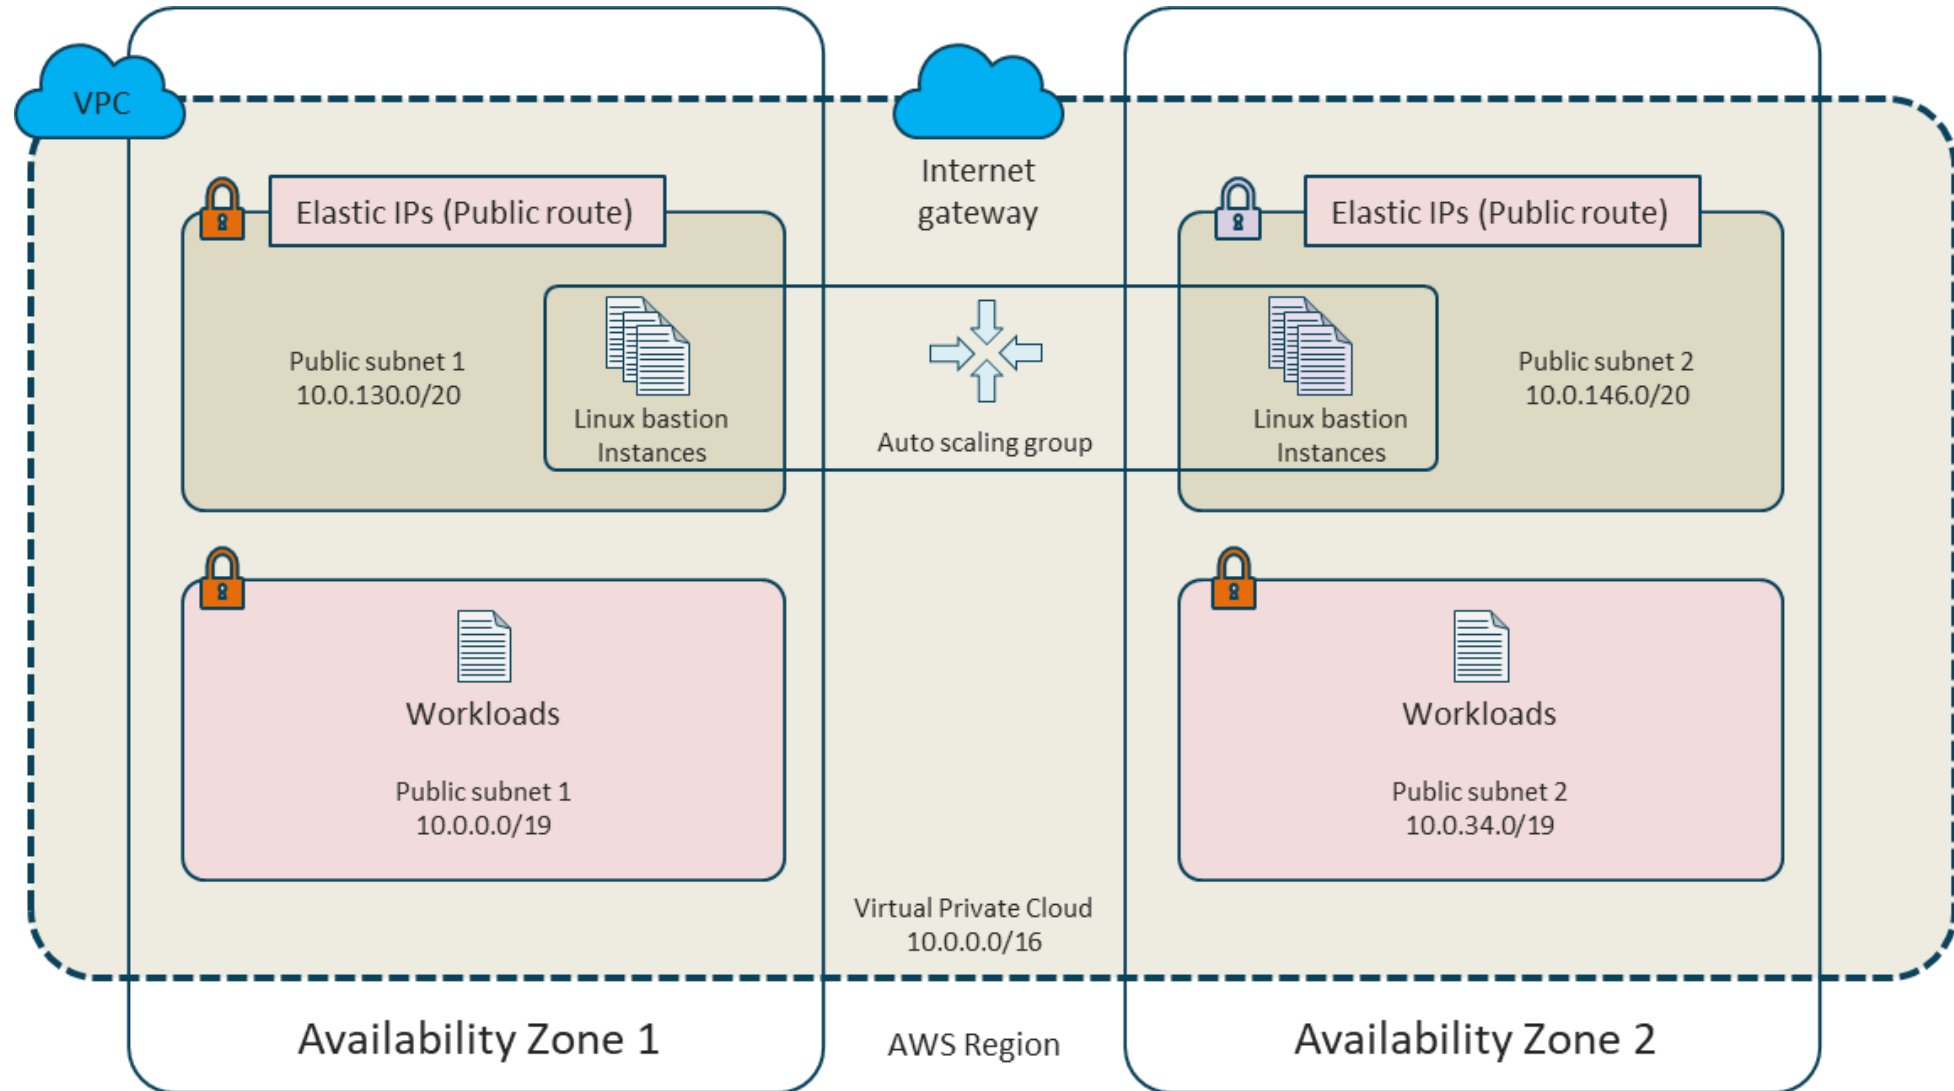 VPC
Internet
gateway
Elastic IPs (Public route)
Elastic IPs (Public route)
Public subnet 1
10.0.130.0/20
Linux bastion
Instances
Auto scaling group
Linux bastion
Instances
Public subnet 2
10.0.146.0/20
Workloads
Public subnet 1
10.0.0.0/19
Workloads
Public subnet 2
10.0.34.0/19
Virtual Private Cloud
10.0.0.0/16
Availability Zone 1
AWS Region
Availability Zone 2